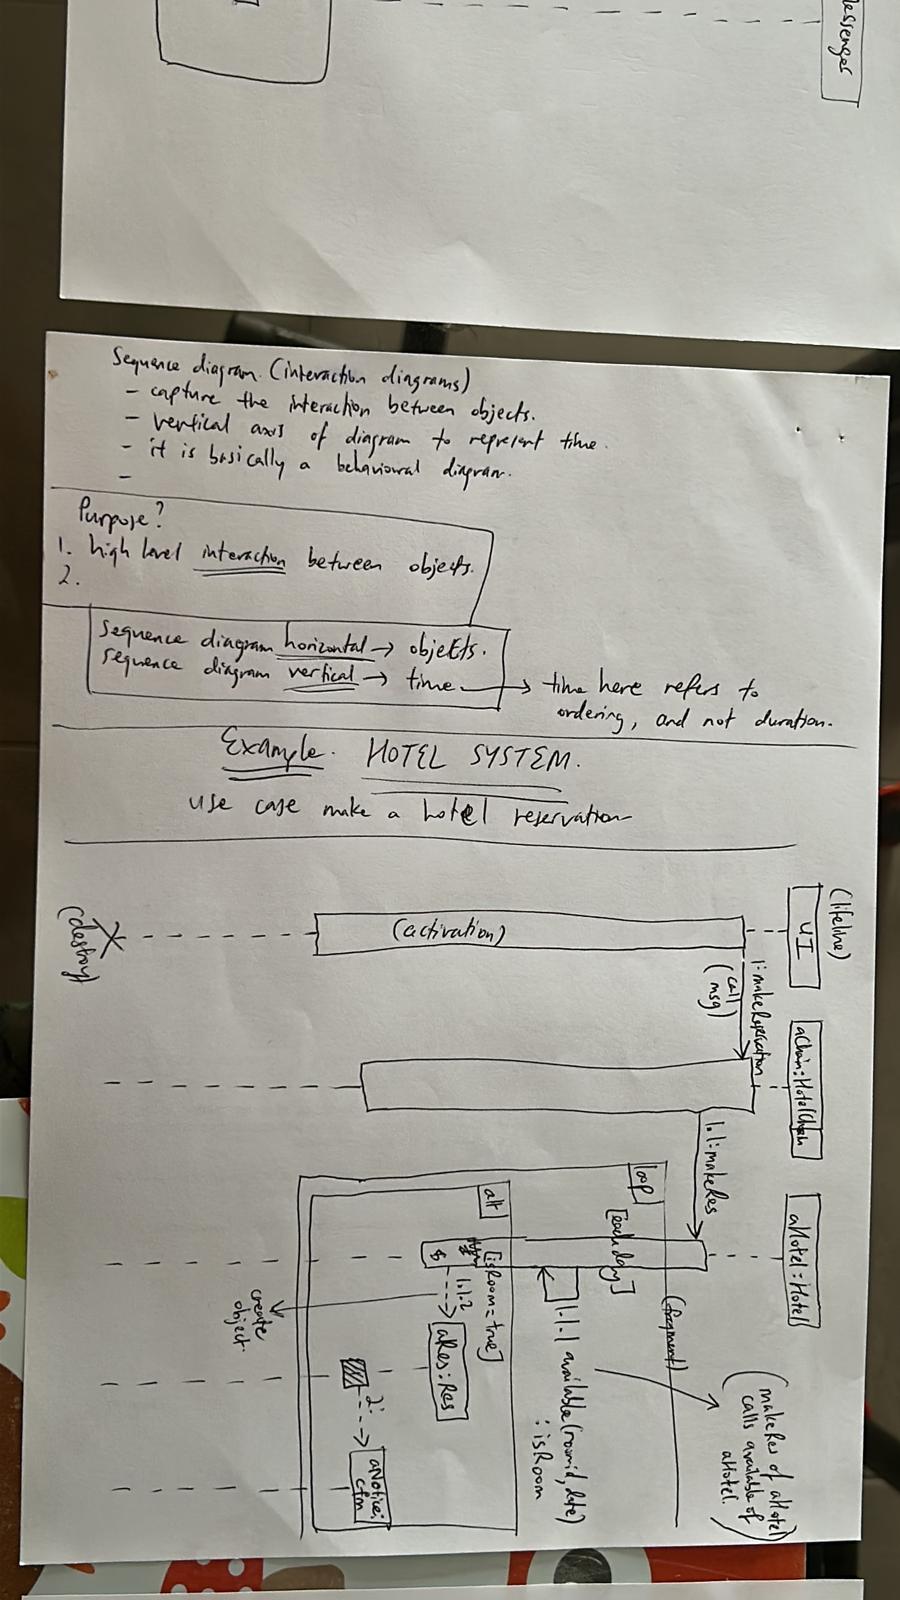 Messenger
Sequence diagram. (interaction diagrams)
- capture the interaction between objects.
- vertical axis of diagram to represent time.
- it is basically a behavioural diagram.
-
Purpose?
1. high level interaction between objects.
2.
sequence diagram horizontal → objects.
sequence diagram vertical → time → time here refers to
ordering, and not duration.
Example. HOTEL SYSTEM.
use case make a hotel reservation
(lifeline)
UI
(activation)
(destroy)
1: makeReservation
(call
msg)
aChain: HotelChain
1.1: makeRes
aHotel: Hotel
loop
[each day]
(fragment)
(makeRes of aHotel
calls available of
aHotel.)
1.1.1 available(roomid, date)
: isRoom
alt
[isRoom = true]
1.1.2
aRes: Res
create
object.
2:
aNotice:
cfm